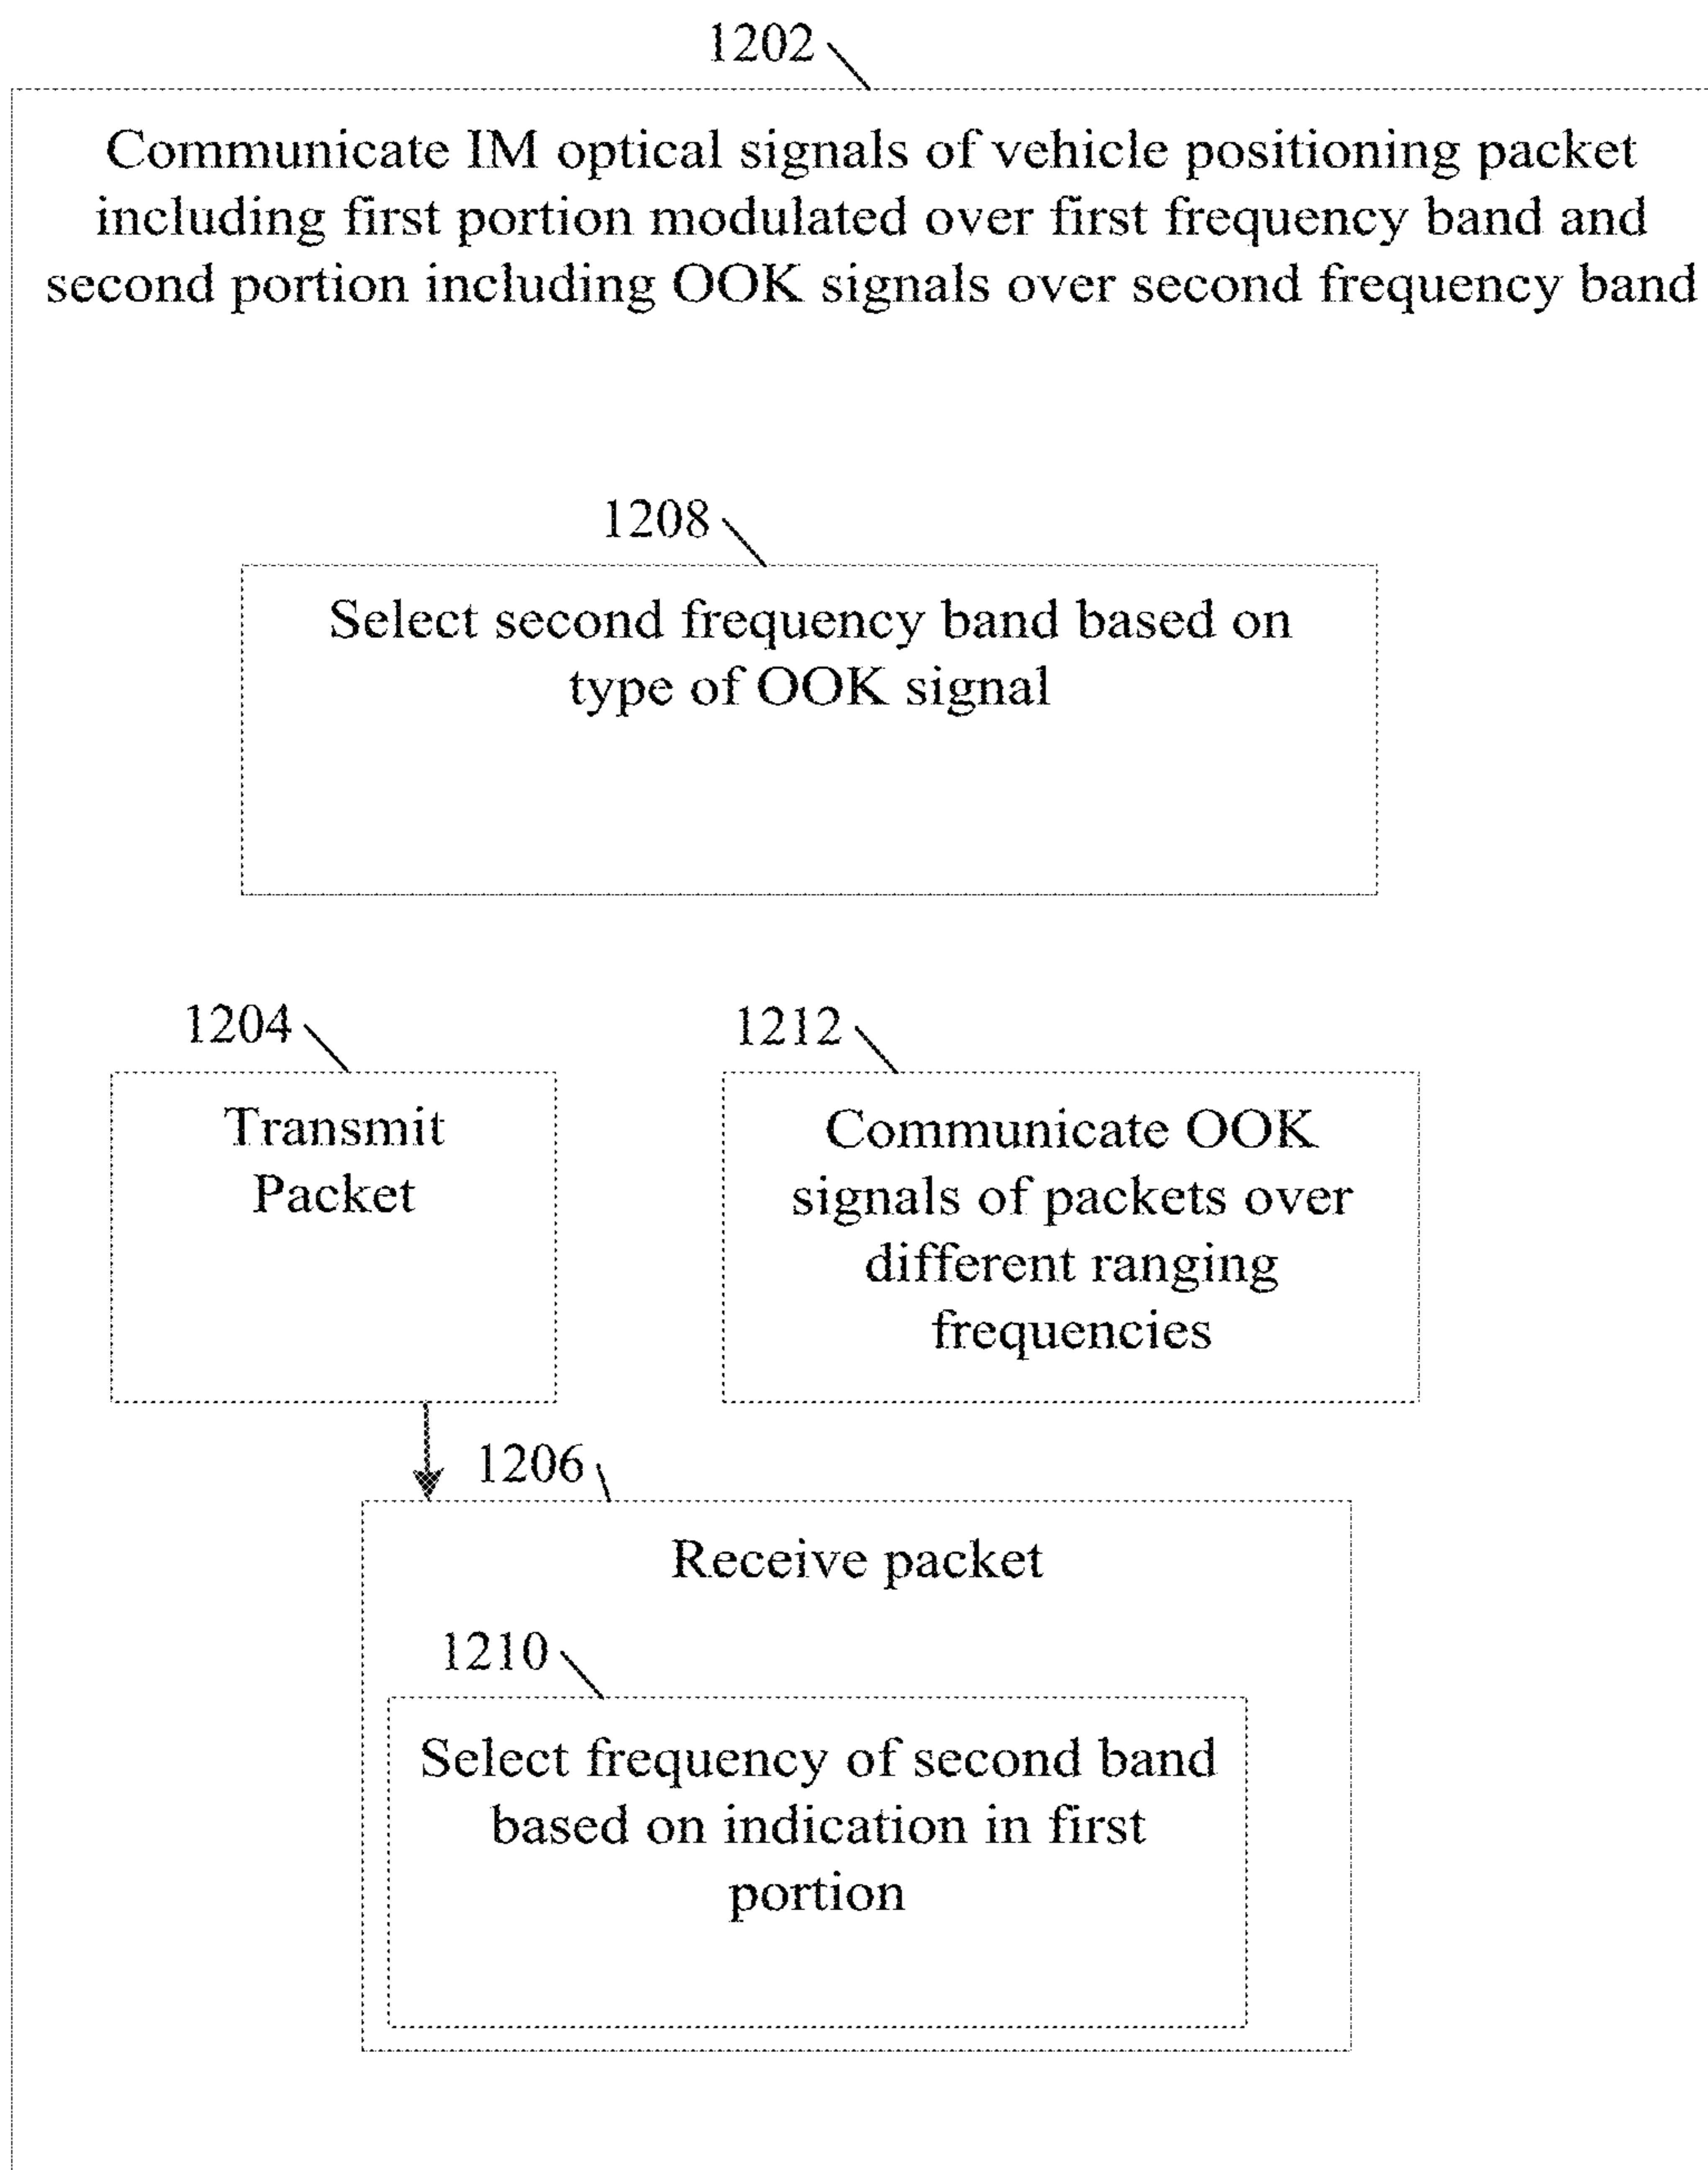 1202
Communicate IM optical signals of vehicle positioning packet
including first portion modulated over first frequency band and
second portion including OOK signals over second frequency band
1208
Select second frequency band based on
type of OOK signal
1204
Transmit
Packet
1212
Communicate OOK
signals of packets over
different ranging
frequencies
1206
Receive packet
1210
Select frequency of second band
based on indication in first
portion